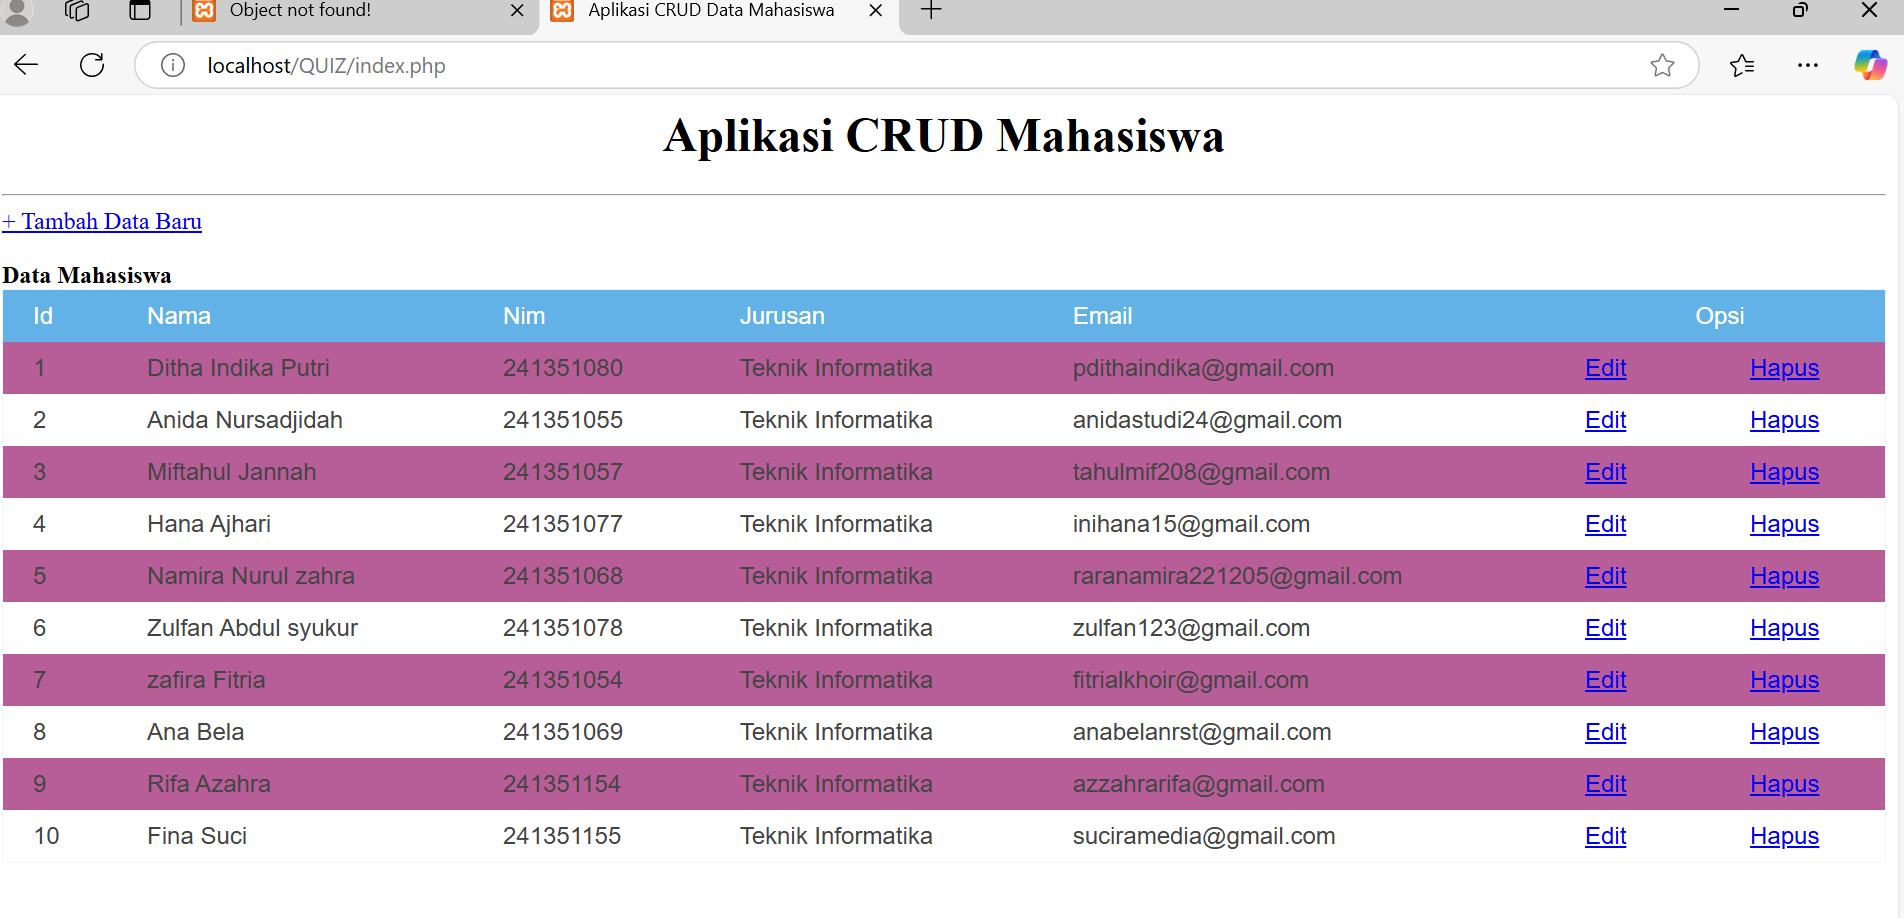 Object not found!
Aplikasi CRUD Data Mahasiswa
localhost/QUIZ/index.php
Aplikasi CRUD Mahasiswa
+ Tambah Data Baru
Data Mahasiswa
Id Nama Nim Jurusan Email Opsi
1 Ditha Indika Putri 241351080 Teknik Informatika pdithaindika@gmail.com Edit Hapus
2 Anida Nursadjidah 241351055 Teknik Informatika anidastudi24@gmail.com Edit Hapus
3 Miftahul Jannah 241351057 Teknik Informatika tahulmif208@gmail.com Edit Hapus
4 Hana Ajhari 241351077 Teknik Informatika inihana15@gmail.com Edit Hapus
5 Namira Nurul zahra 241351068 Teknik Informatika raranamira221205@gmail.com Edit Hapus
6 Zulfan Abdul syukur 241351078 Teknik Informatika zulfan123@gmail.com Edit Hapus
7 zafira Fitria 241351054 Teknik Informatika fitrialkhoir@gmail.com Edit Hapus
8 Ana Bela 241351069 Teknik Informatika anabelanrst@gmail.com Edit Hapus
9 Rifa Azahra 241351154 Teknik Informatika azzahrarifa@gmail.com Edit Hapus
10 Fina Suci 241351155 Teknik Informatika suciramedia@gmail.com Edit Hapus